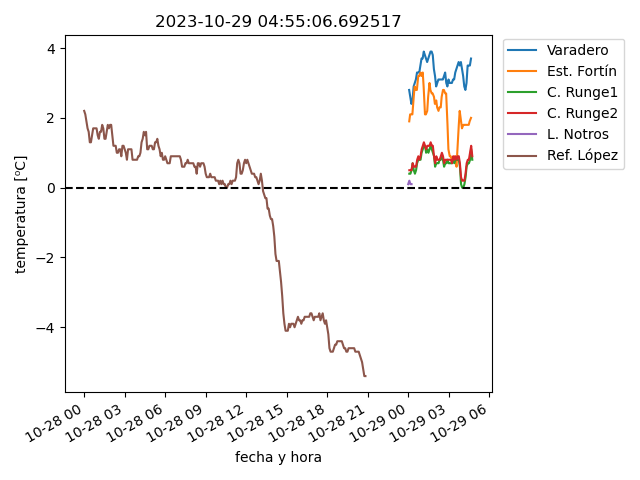 2023-10-29 04:55:06.692517
4
2
0
−2
−4
temperatura [ºC]
10-28 00
10-28 03
10-28 06
10-28 09
10-28 12
10-28 15
10-28 18
10-28 21
10-29 00
10-29 03
10-29 06
fecha y hora
Varadero
Est. Fortín
C. Runge1
C. Runge2
L. Notros
Ref. López